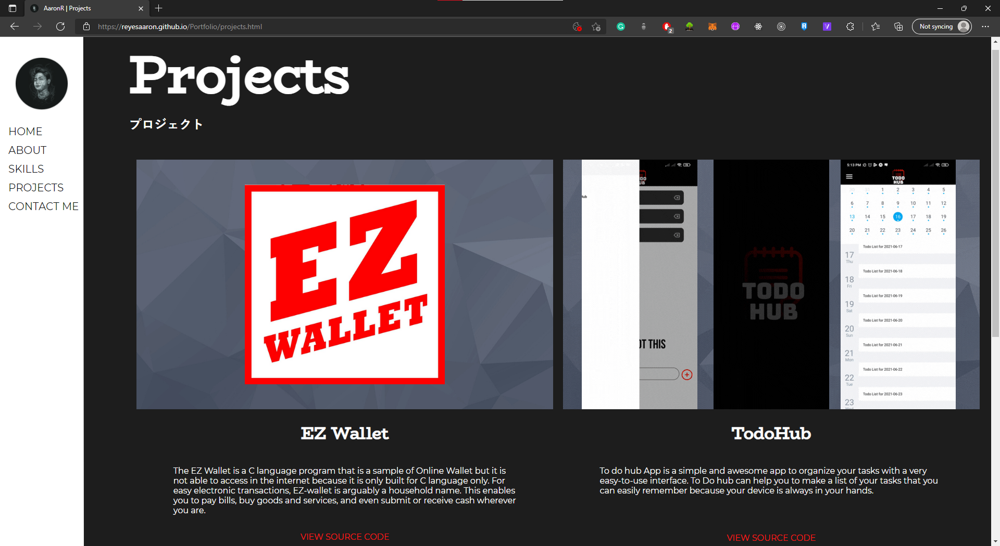 AaronR | Projects
https://reyesaaron.github.io/Portfolio/projects.html
2
Not syncing
HOME
ABOUT
SKILLS
PROJECTS
CONTACT ME
Projects
プロジェクト
EZ
WALLET
Hub
UB
OT THIS
TODO
HUB
5:13 PM
TODO
HUB
30 31 1 2 3 4 5
6 7 8 9 10 11 12
13 14 15 16 17 18 19
20 21 22 23 24 25 26
17
Thu
Todo List for 2021-06-17
18
Fri
Todo List for 2021-06-18
19
Sat
Todo List for 2021-06-19
20
Sun
Todo List for 2021-06-20
21
Mon
Todo List for 2021-06-21
22
Tue
Todo List for 2021-06-22
23
Todo List for 2021-06-23
EZ Wallet
The EZ Wallet is a C language program that is a sample of Online Wallet but it is
not able to access in the internet because it is only built for C language only. For
easy electronic transactions, EZ-wallet is arguably a household name. This enables
you to pay bills, buy goods and services, and even submit or receive cash wherever
you are.
VIEW SOURCE CODE
TodoHub
To do hub App is a simple and awesome app to organize your tasks with a very
easy-to-use interface. To Do hub can help you to make a list of your tasks that you
can easily remember because your device is always in your hands.
VIEW SOURCE CODE